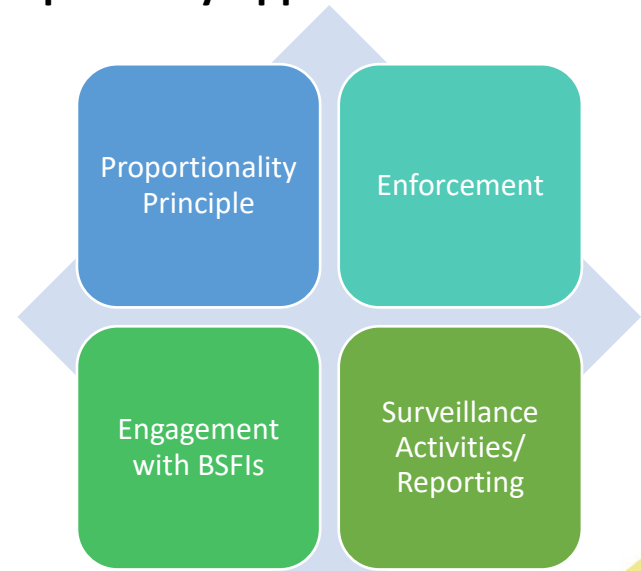 Proportionality
Principle
Enforcement
Engagement
with BSFIs
Surveillance
Activities/
Reporting